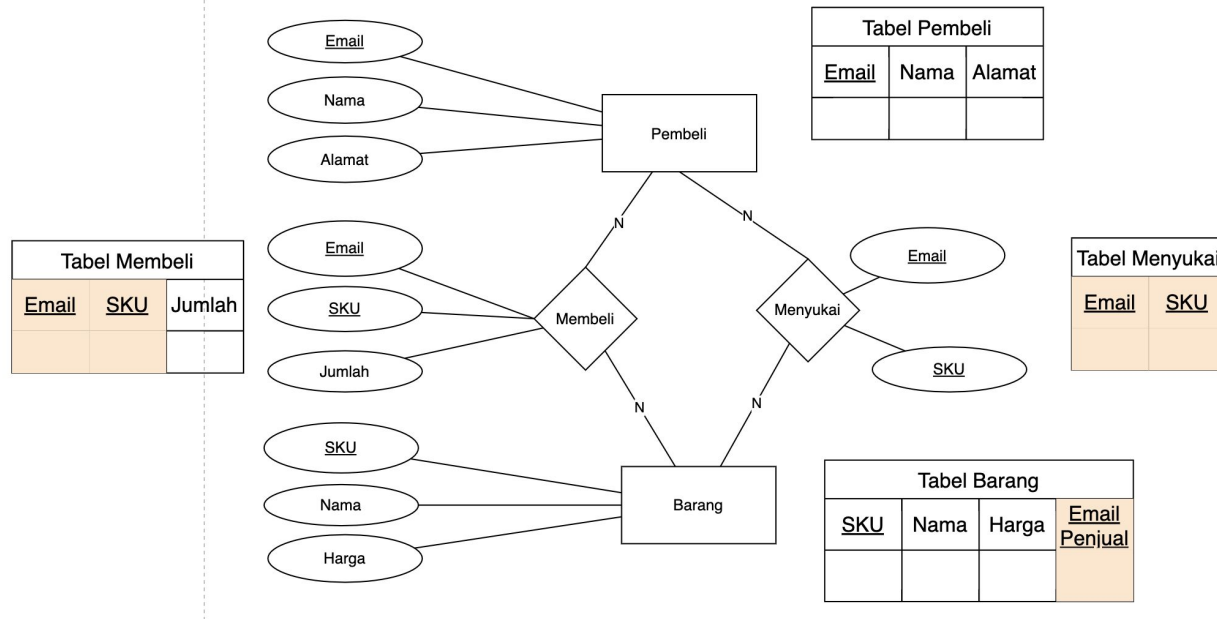 Email
Nama
Alamat
Pembeli
Tabel Pembeli
Email Nama Alamat
N
N
Tabel Membeli
Email SKU Jumlah
Email
SKU
Jumlah
Membeli
Menyukai
Email
SKU
Tabel Menyukai
Email SKU
N
N
SKU
Nama
Harga
Barang
Tabel Barang
SKU Nama Harga Email
Penjual